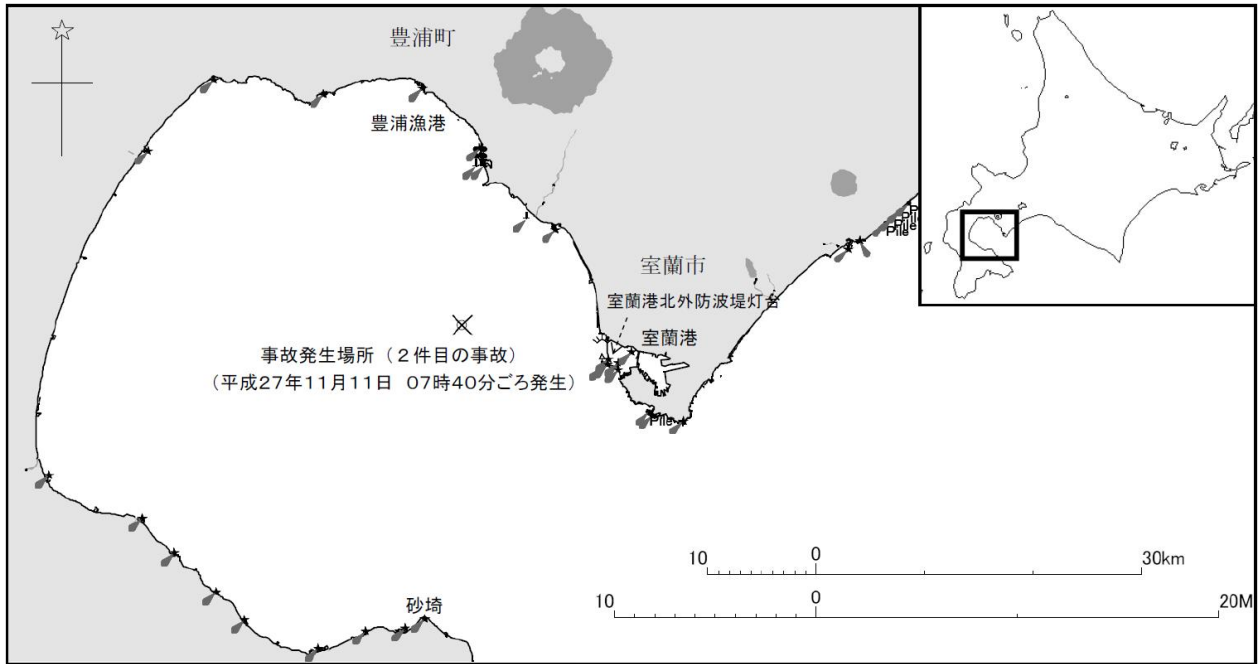 豊浦町
豊浦漁港
室蘭市
室蘭港北外防波堤灯台
室蘭港
事故発生場所(2件目の事故)
(平成27年11月11日 07時40分ごろ発生)
Pile
Pile
Pile
Pile
砂埼
10 0 30km
10 0 20M